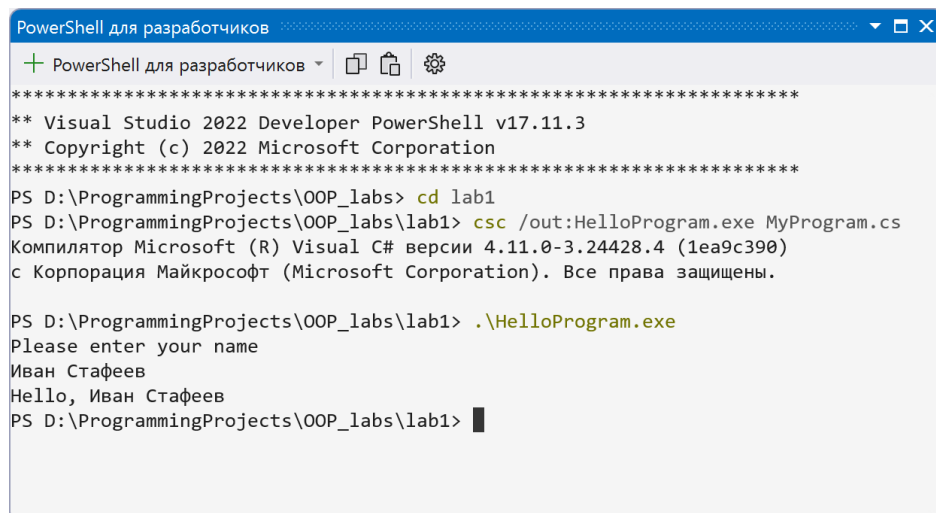 PowerShell для разработчиков
PowerShell для разработчиков
**********************************************************************
** Visual Studio 2022 Developer PowerShell v17.11.3
** Copyright (c) 2022 Microsoft Corporation
**********************************************************************
PS D:\ProgrammingProjects\OOP_labs> cd lab1
PS D:\ProgrammingProjects\OOP_labs\lab1> csc /out:HelloProgram.exe MyProgram.cs
Компилятор Microsoft (R) Visual C# версии 4.11.0-3.24428.4 (1ea9c390)
c Корпорация Майкрософт (Microsoft Corporation). Все права защищены.
PS D:\ProgrammingProjects\OOP_labs\lab1> .\HelloProgram.exe
Please enter your name
Иван Стафеев
Hello, Иван Стафеев
PS D:\ProgrammingProjects\OOP_labs\lab1>